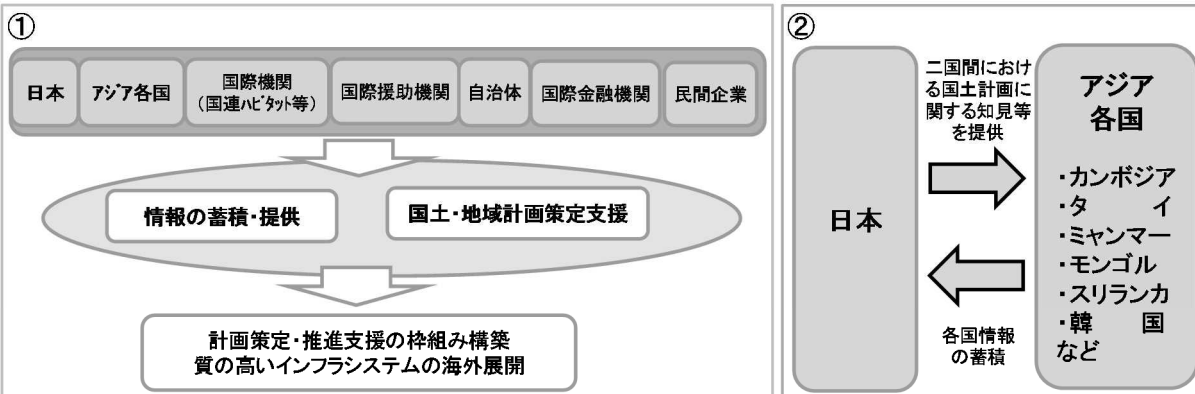 ①
日本
アジア各国
国際機関
(国連ハビタット等)
国際援助機関
自治体
国際金融機関
民間企業
情報の蓄積・提供
国土・地域計画策定支援
計画策定・推進支援の枠組み構築
質の高いインフラシステムの海外展開
②
日本
二国間におけ
る国土計画に
関する知見等
を提供
各国情報
の蓄積
アジア
各国
・カンボジア
・タイ
・ミャンマー
・モンゴル
・スリランカ
・韓国
など